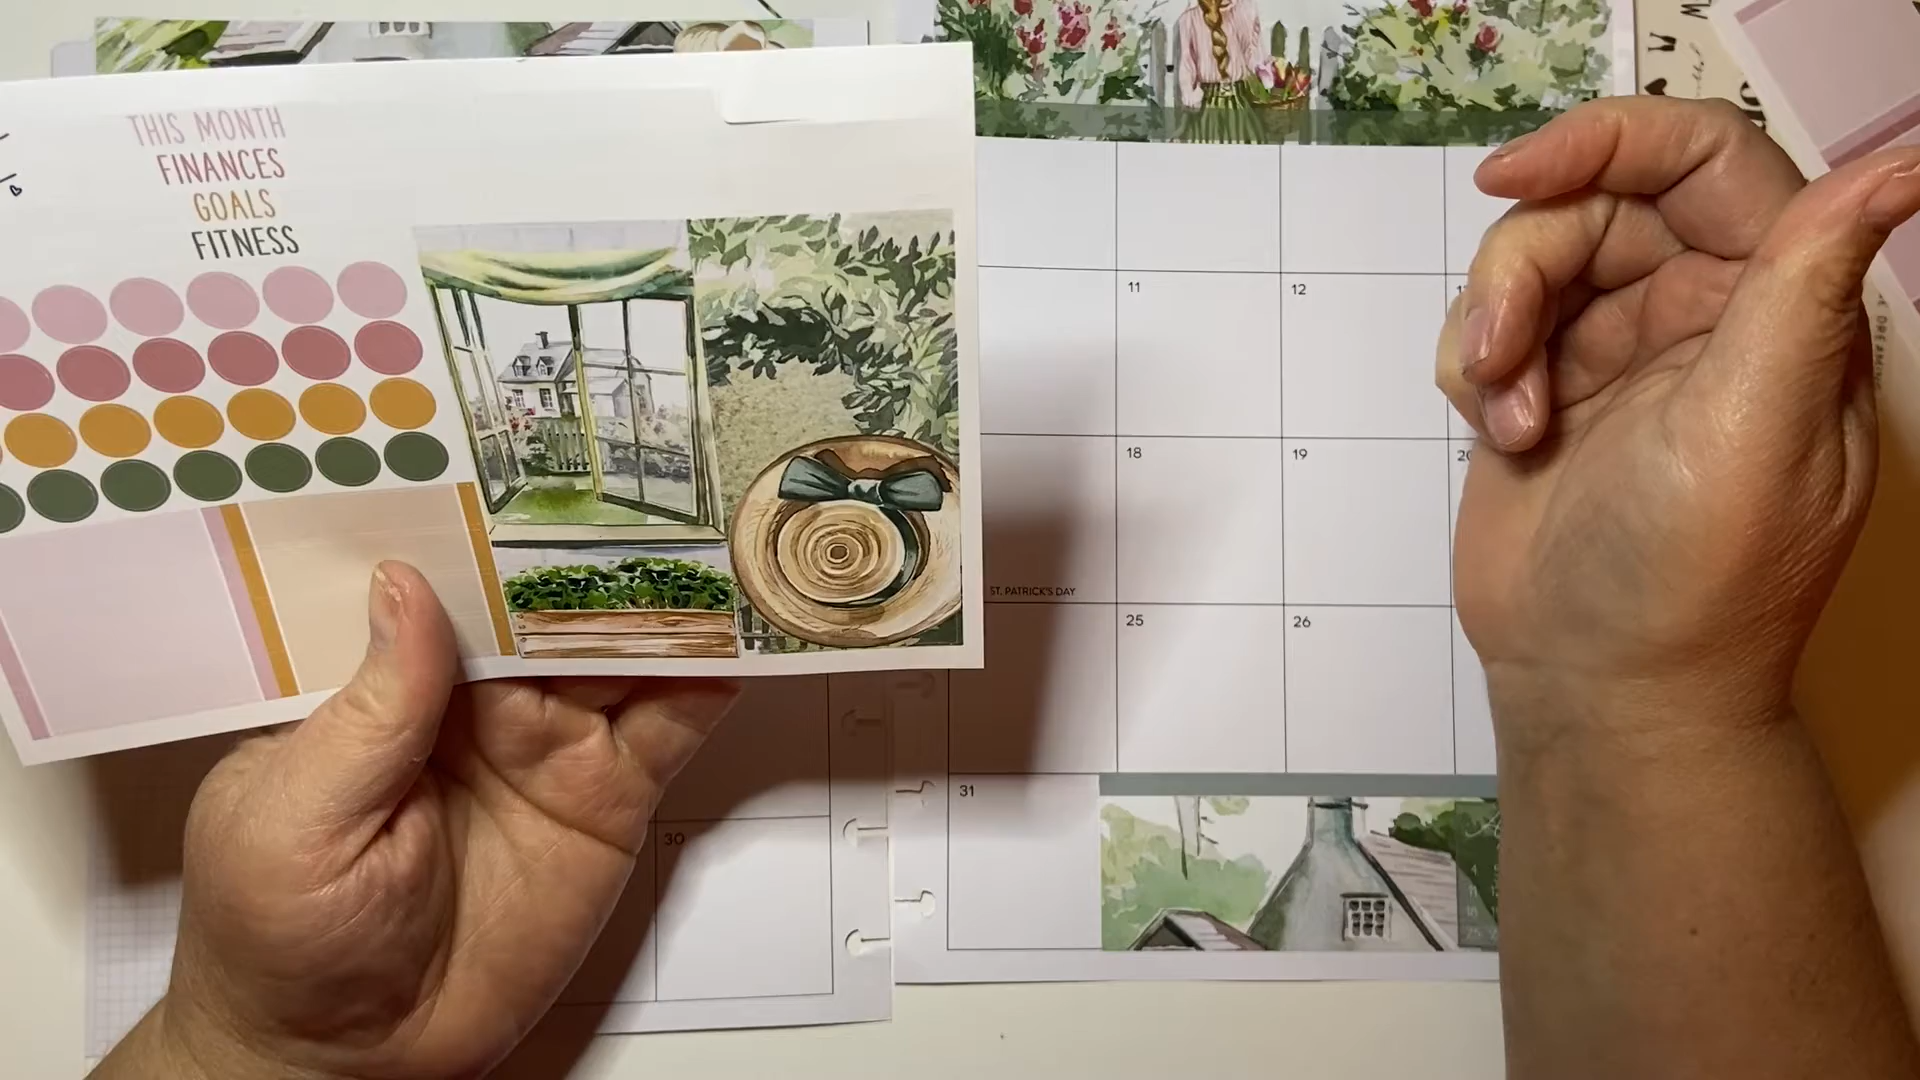 THIS MONTH
FINANCES
GOALS
FITNESS
11
12
18
19
ST. PATRICK'S DAY
25
26
31
30